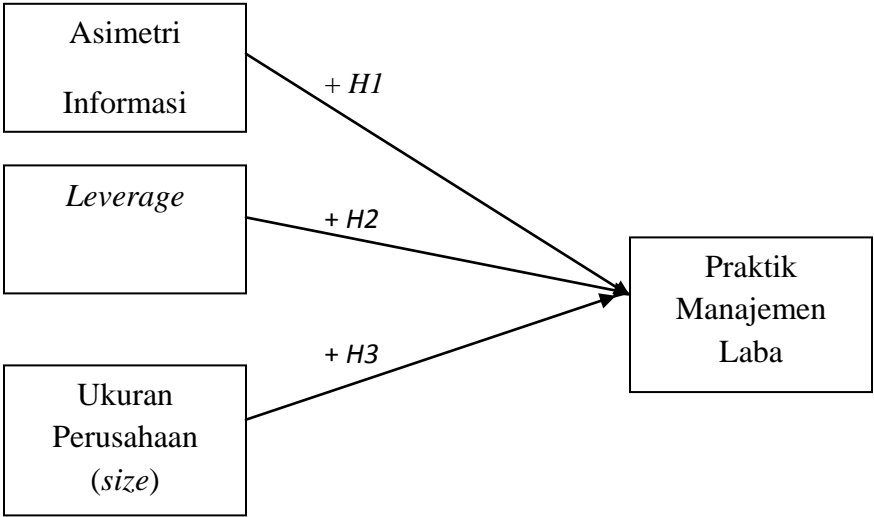 Asimetri
Informasi
+ H1
Leverage
+ H2
Praktik
Manajemen
Laba
+ H3
Ukuran
Perusahaan
(size)